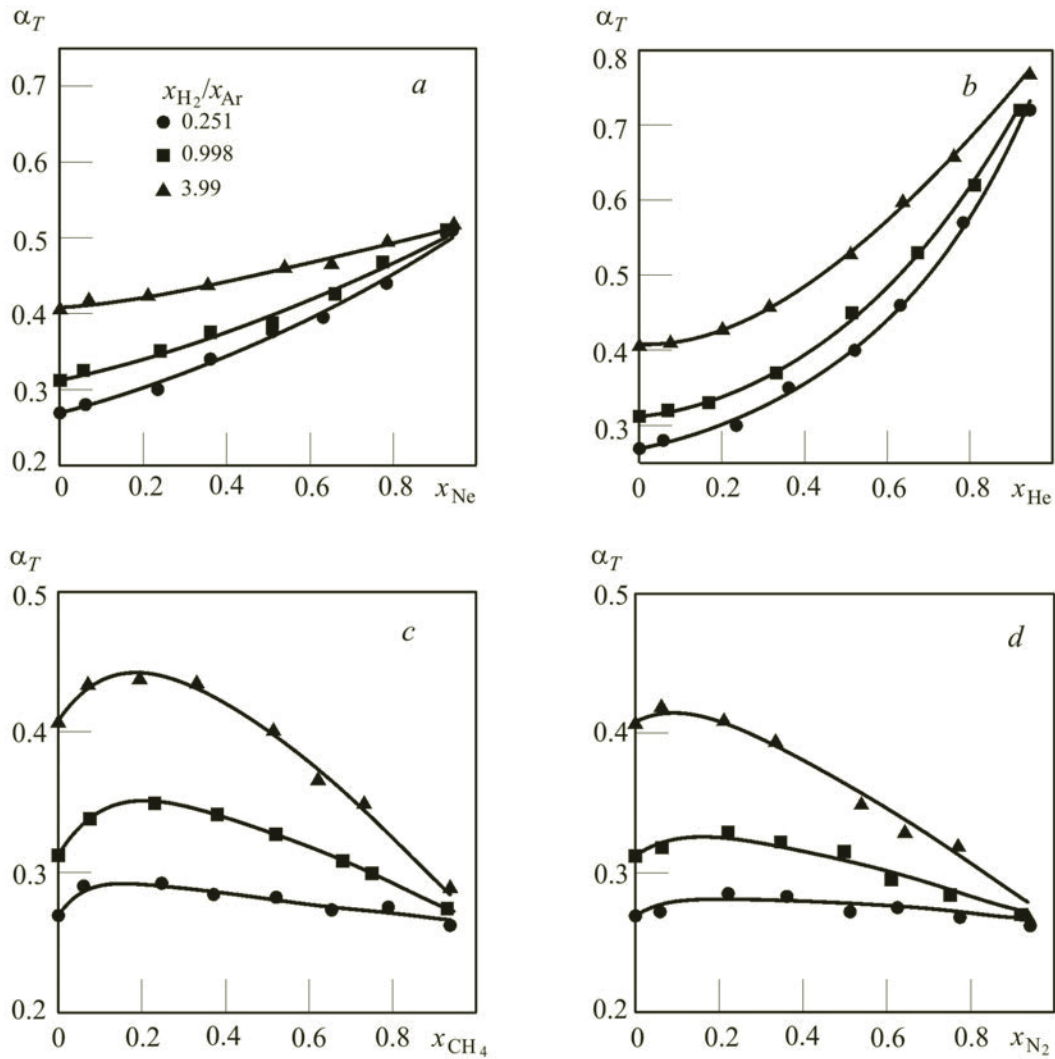 α_T
0.7
0.6
0.5
0.4
0.3
0.2
0 0.2 0.4 0.6 0.8 x_Ne
a
x_H₂/x_Ar
0.251
0.998
3.99
α_T
0.8
0.7
0.6
0.5
0.4
0.3
0 0.2 0.4 0.6 0.8 x_He
b
α_T
0.5
0.4
0.3
0.2
0 0.2 0.4 0.6 0.8 x_CH₄
c
α_T
0.5
0.4
0.3
0.2
0 0.2 0.4 0.6 0.8 x_N₂
d